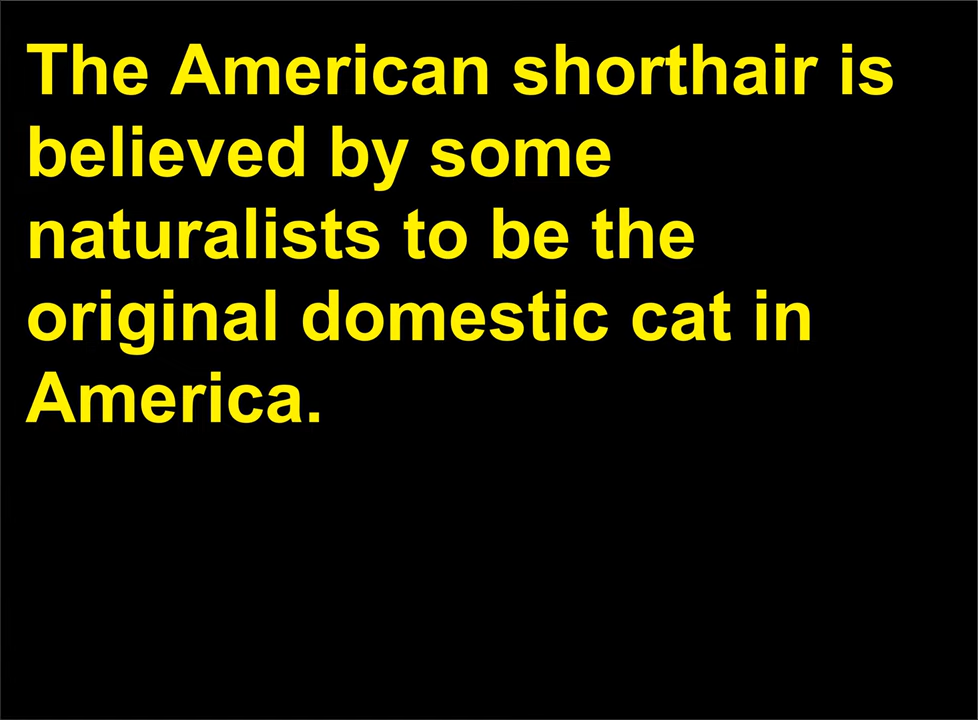 The American shorthair is
believed by some
naturalists to be the
original domestic cat in
America.